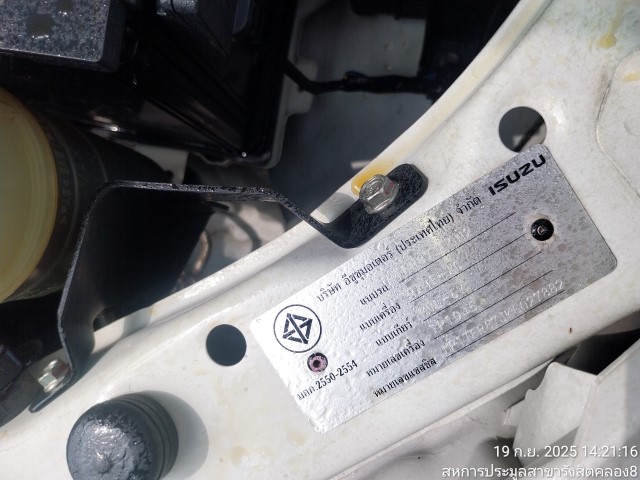 ISUZU
บริษัท อีซูซุมอเตอร์ (ประเทศไทย) จำกัด
แบบรถ
แบบเครื่อง
แบบเกียร์
หมายเลขเครื่อง
หมายเลขแชสซีส
มอก.2550-2554
19 ก.ย. 2025 14:21:16
สหการประมูลสาขารังสิตคลอง8